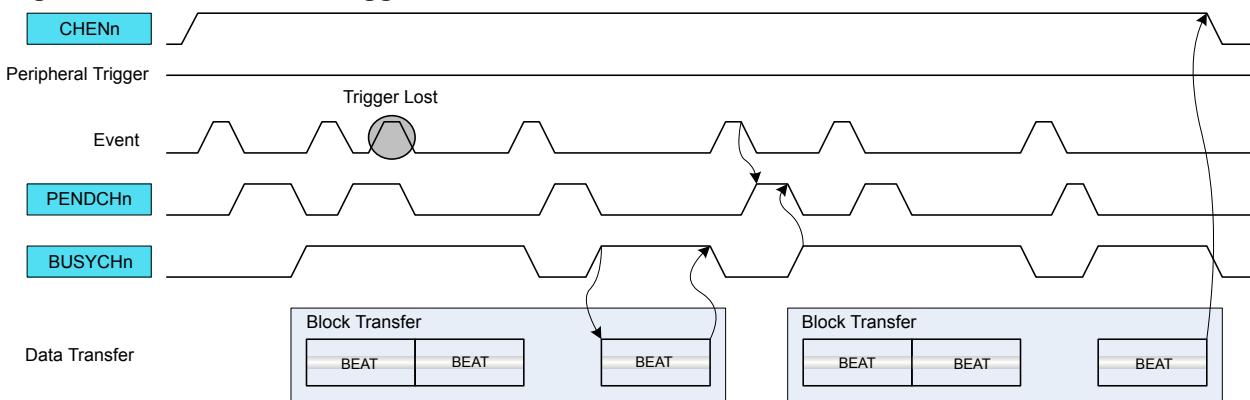 CHENn
Peripheral Trigger
Trigger Lost
Event
PENDCHn
BUSYCHn
Block Transfer
Block Transfer
Data Transfer
BEAT
BEAT
BEAT
BEAT
BEAT
BEAT